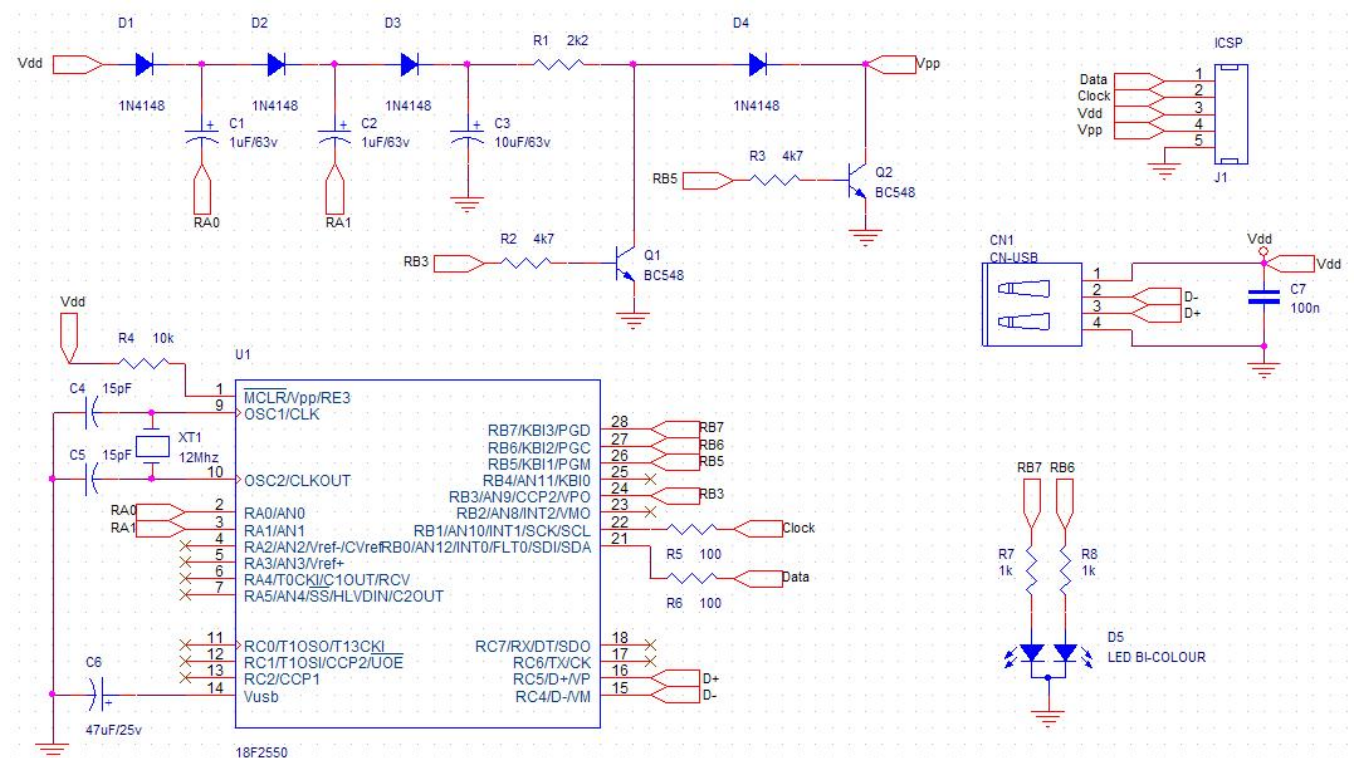 D1
D2
D3
D4
R1 2k2
Vdd
Vpp
1N4148
1N4148
1N4148
1N4148
C1
1uF/63v
C2
1uF/63v
C3
10uF/63v
RA0
RA1
R3 4k7
RB5
Q2
BC548
R2 4k7
RB3
Q1
BC548
ICSP
Data
Clock
Vdd
Vpp
1
2
3
4
5
J1
CN1
CN-USB
1
2
3
4
D-
D+
Vdd
Vdd
C7
100n
Vdd
R4 10k
U1
C4 15pF
XT1
12Mhz
C5 15pF
RA0
RA1
1 MCLR/Vpp/RE3
9 OSC1/CLK
10 OSC2/CLKOUT
2 RA0/AN0
3 RA1/AN1
4 RA2/AN2/Vref-/CVref
5 RA3/AN3/Vref+
6 RA4/T0CKI/C1OUT/RCV
7 RA5/AN4/SS/HLVDIN/C2OUT
11 RC0/T1OSO/T13CKI
12 RC1/T1OSI/CCP2/UOE
13 RC2/CCP1
14 Vusb
C6
47uF/25v
RB7/KBI3/PGD 28 RB7
RB6/KBI2/PGC 27 RB6
RB5/KBI1/PGM 26 RB5
RB4/AN11/KBI0 25
RB3/AN9/CCP2/VPO 24 RB3
RB2/AN8/INT2/VMO 23
RB1/AN10/INT1/SCK/SCL 22 Clock
RB0/AN12/INT0/FLT0/SDI/SDA 21
R5 100
Data
R6 100
RC7/RX/DT/SDO 18
RC6/TX/CK 17
RC5/D+/VP 16 D+
RC4/D-/VM 15 D-
18F2550
RB7 RB6
R7
1k
R8
1k
D5
LED BI-COLOUR